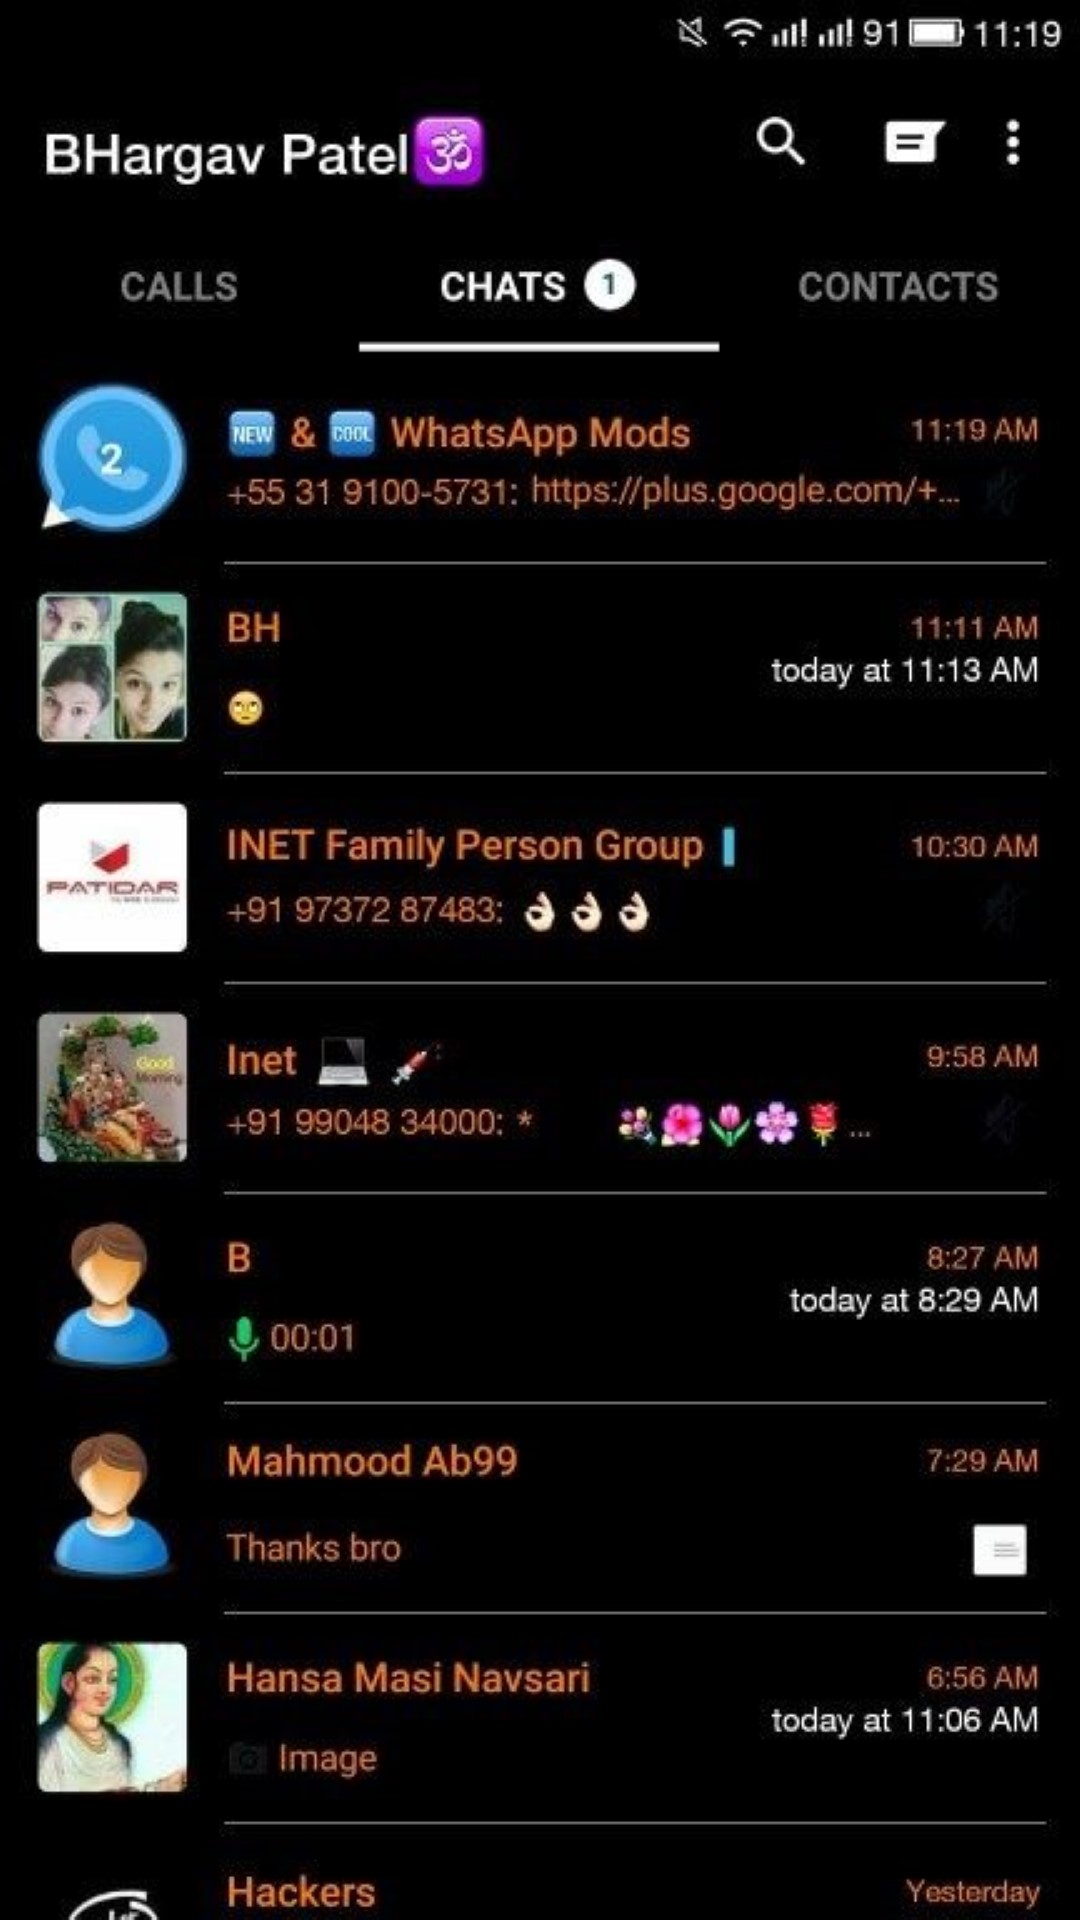 91 11:19
BHargav Patel🕉
CALLS
CHATS 1
CONTACTS
2
🆕 & 🆒 WhatsApp Mods
11:19 AM
+55 31 9100-5731: https://plus.google.com/+...
BH
11:11 AM
today at 11:13 AM
🙄
INET Family Person Group
10:30 AM
PATIDAR
+91 97372 87483: 👌🏻👌🏻👌🏻
Inet 💻 💉
9:58 AM
Good
Morning
+91 99048 34000: * 💐🌺🌷🌸🌹...
B
8:27 AM
today at 8:29 AM
00:01
Mahmood Ab99
7:29 AM
Thanks bro
Hansa Masi Navsari
6:56 AM
today at 11:06 AM
Image
Hackers
Yesterday